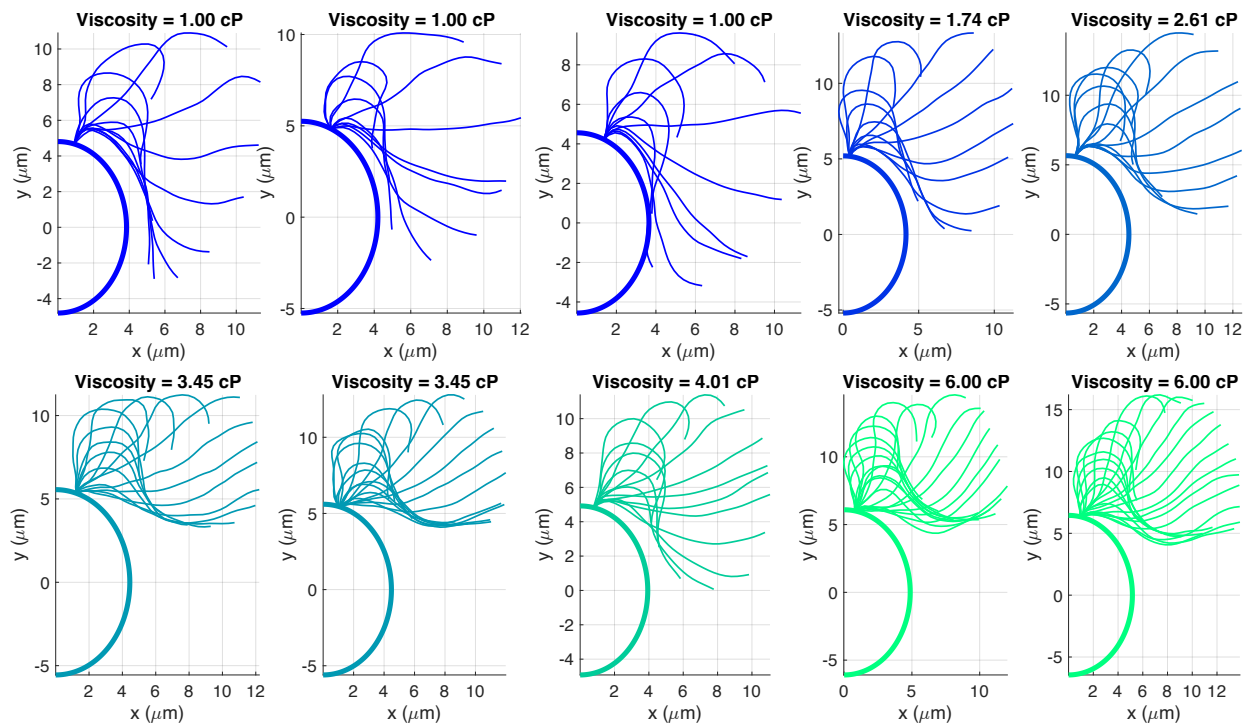 Viscosity = 1.00 cP
10
8
6
4
2
0
-2
-4
y (μm)
2 4 6 8 10
x (μm)
Viscosity = 1.00 cP
10
5
0
-5
y (μm)
2 4 6 8 10 12
x (μm)
Viscosity = 1.00 cP
8
6
4
2
0
-2
-4
y (μm)
2 4 6 8 10
x (μm)
Viscosity = 1.74 cP
10
5
0
-5
y (μm)
0 5 10
x (μm)
Viscosity = 2.61 cP
10
5
0
-5
y (μm)
2 4 6 8 10 12
x (μm)
Viscosity = 3.45 cP
10
5
0
-5
y (μm)
2 4 6 8 10 12
x (μm)
Viscosity = 3.45 cP
10
5
0
-5
y (μm)
2 4 6 8 10
x (μm)
Viscosity = 4.01 cP
10
8
6
4
2
0
-2
-4
y (μm)
2 4 6 8 10
x (μm)
Viscosity = 6.00 cP
10
5
0
-5
y (μm)
0 5 10
x (μm)
Viscosity = 6.00 cP
15
10
5
0
-5
y (μm)
2 4 6 8 10 12
x (μm)